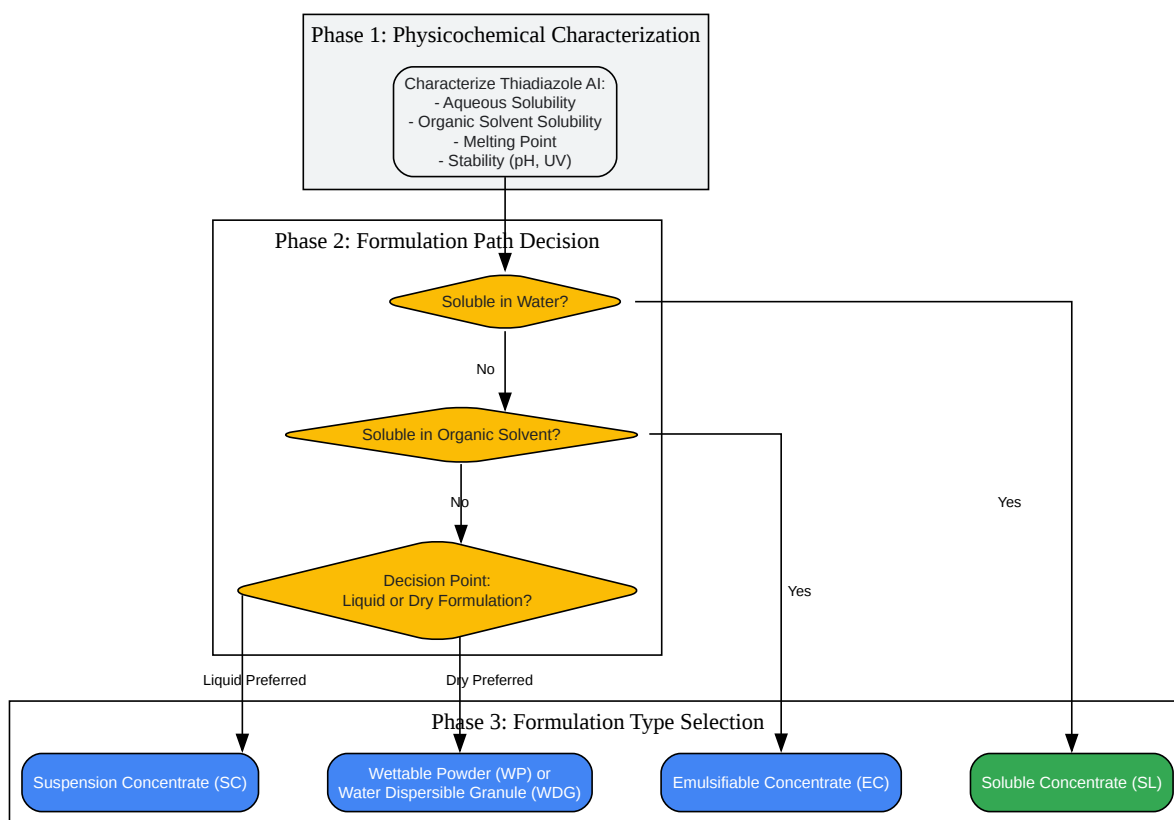 Phase 1: Physicochemical Characterization
Characterize Thiadiazole AI:
- Aqueous Solubility
- Organic Solvent Solubility
- Melting Point
- Stability (pH, UV)
Phase 2: Formulation Path Decision
Soluble in Water?
No
Soluble in Organic Solvent?
No
Yes
Decision Point:
Liquid or Dry Formulation?
Yes
Liquid Preferred
Dry Preferred
Phase 3: Formulation Type Selection
Suspension Concentrate (SC)
Wettable Powder (WP) or
Water Dispersible Granule (WDG)
Emulsifiable Concentrate (EC)
Soluble Concentrate (SL)